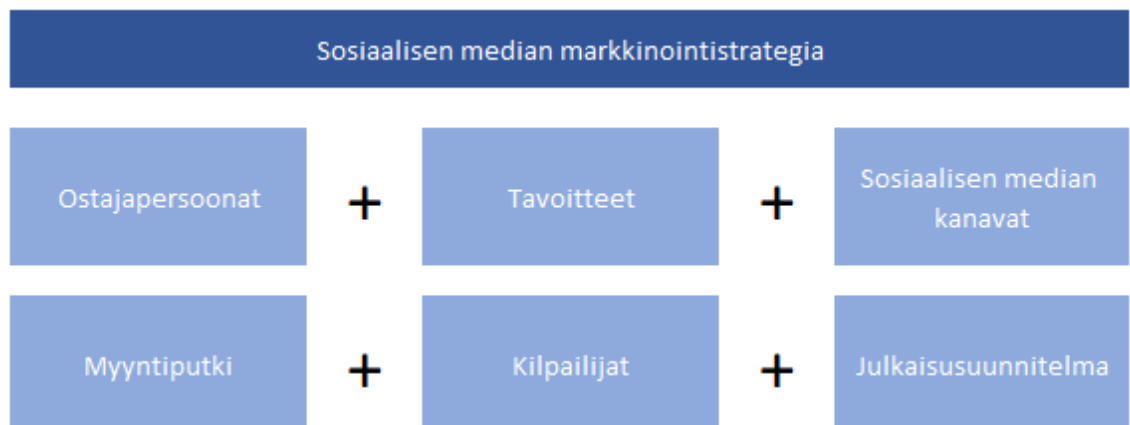 Sosiaalisen median markkinointistrategia
Ostajapersoonat + Tavoitteet + Sosiaalisen median
kanavat
Myyntiputki + Kilpailijat + Julkaisusuunnitelma